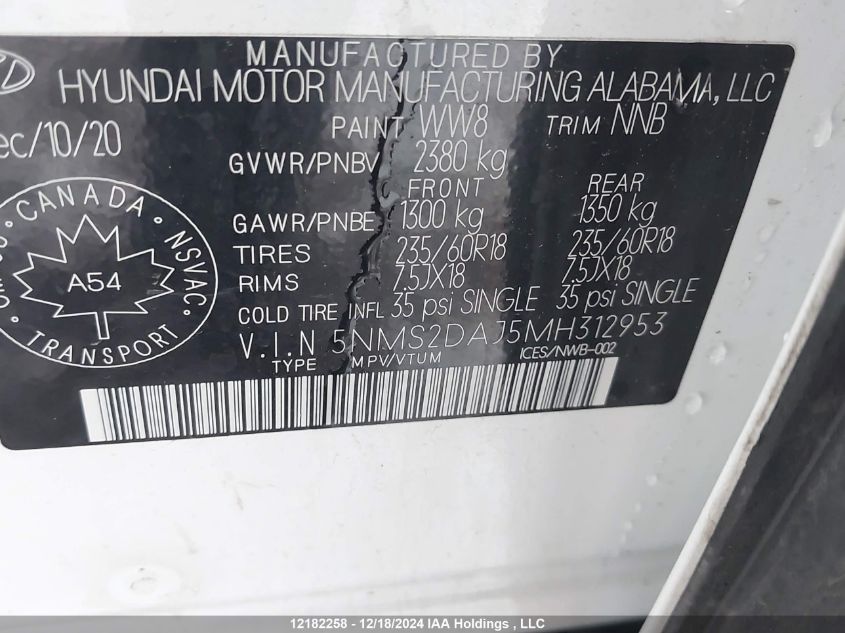 MANUFACTURED BY
HYUNDAI MOTOR MANUFACTURING ALABAMA, LLC
ec/10/20
PAINT WW8 TRIM NNB
GVWR/PNBV 2380 kg
FRONT REAR
GAWR/PNBE 1300 kg 1350 kg
TIRES 235/60R18 235/60R18
RIMS 7.5JX18 7.5JX18
COLD TIRE INFL 35 psi SINGLE 35 psi SINGLE
V.I.N 5NMS2DAJ5MH312953
TYPE MPV/VTUM ICES/NWB-002
CANADA
NSVAC
A54
TRANSPORT
12182258 - 12/18/2024 IAA Holdings , LLC